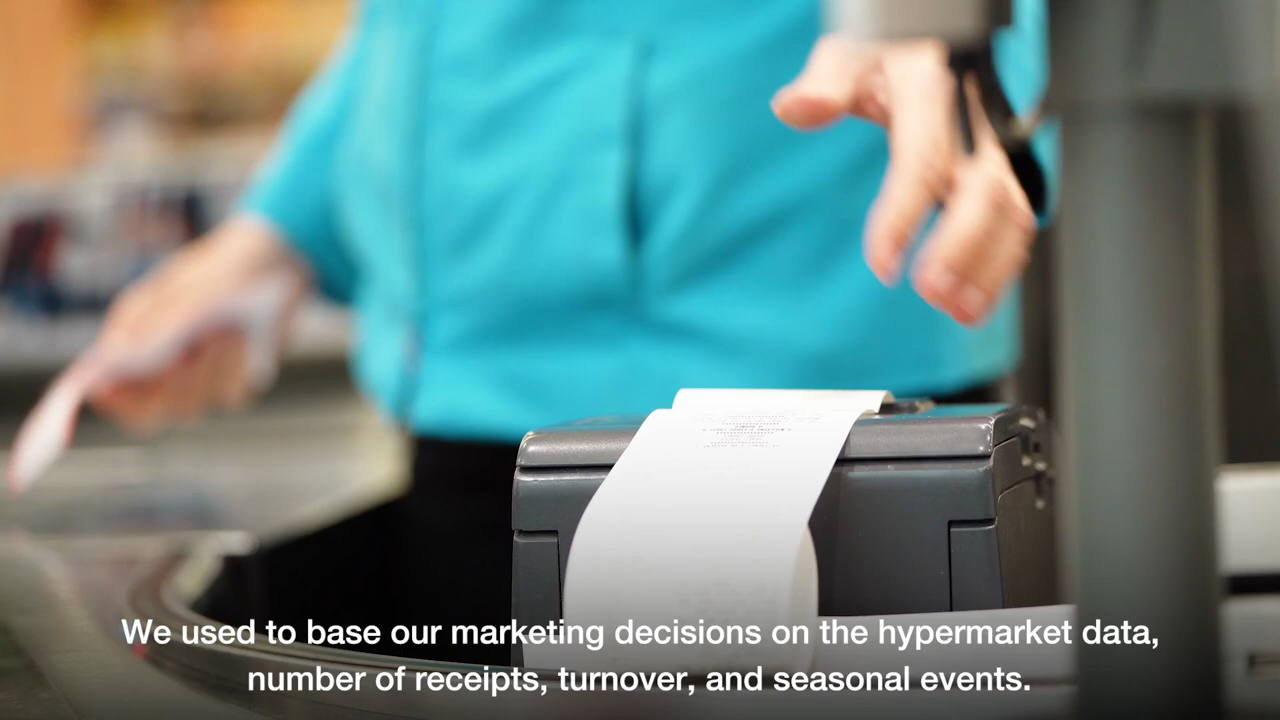 We used to base our marketing decisions on the hypermarket data,
number of receipts, turnover, and seasonal events.